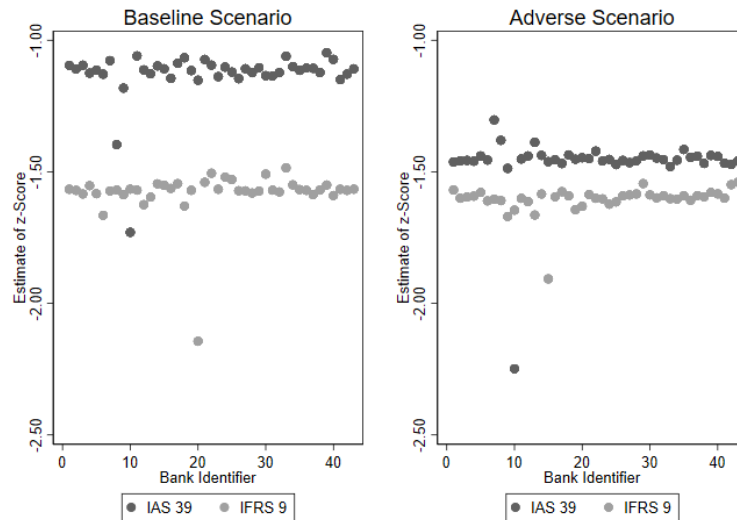 Baseline Scenario
Estimate of z-Score
-1.00
-1.50
-2.00
-2.50
0 10 20 30 40
Bank Identifier
IAS 39 IFRS 9
Adverse Scenario
Estimate of z-Score
-1.00
-1.50
-2.00
-2.50
0 10 20 30 40
Bank Identifier
IAS 39 IFRS 9